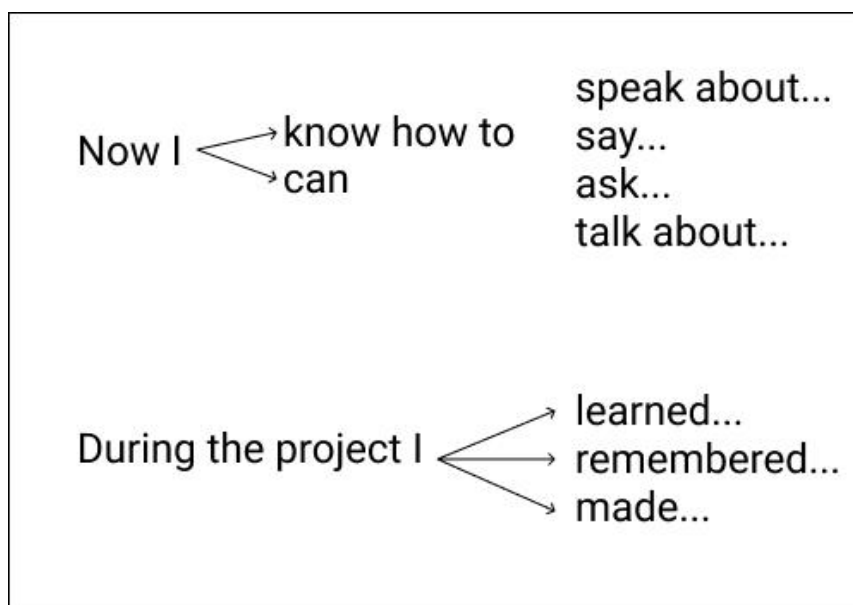 speak about...
know how to
say...
Now I
can
ask...
talk about...
learned...
During the project I
remembered...
made...